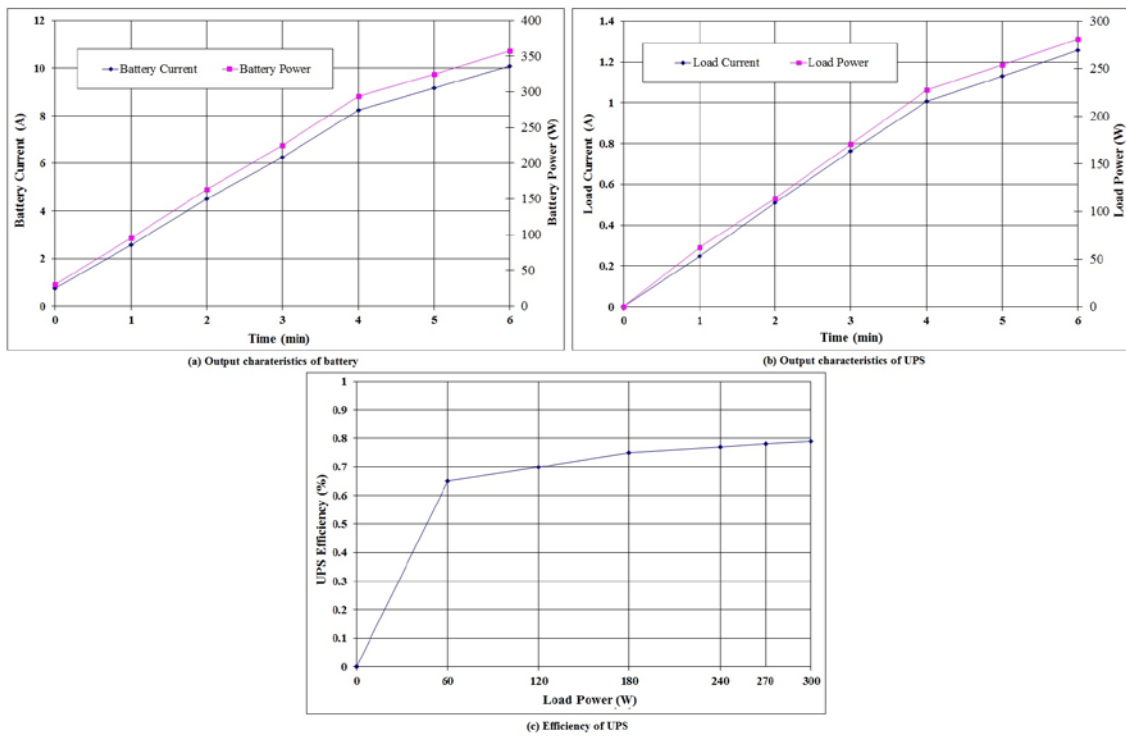 12
10
8
6
4
2
0
Battery Current (A)
Battery Current
Battery Power
400
350
300
250
200
150
100
50
0
Battery Power (W)
0 1 2 3 4 5 6
Time (min)
(a) Output charateristics of battery
1.4
1.2
1
0.8
0.6
0.4
0.2
0
Load Current (A)
Load Current
Load Power
300
250
200
150
100
50
0
Load Power (W)
0 1 2 3 4 5 6
Time (min)
(b) Output characteristics of UPS
1
0.9
0.8
0.7
0.6
0.5
0.4
0.3
0.2
0.1
0
UPS Efficiency (%)
0 60 120 180 240 270 300
Load Power (W)
(c) Efficiency of UPS